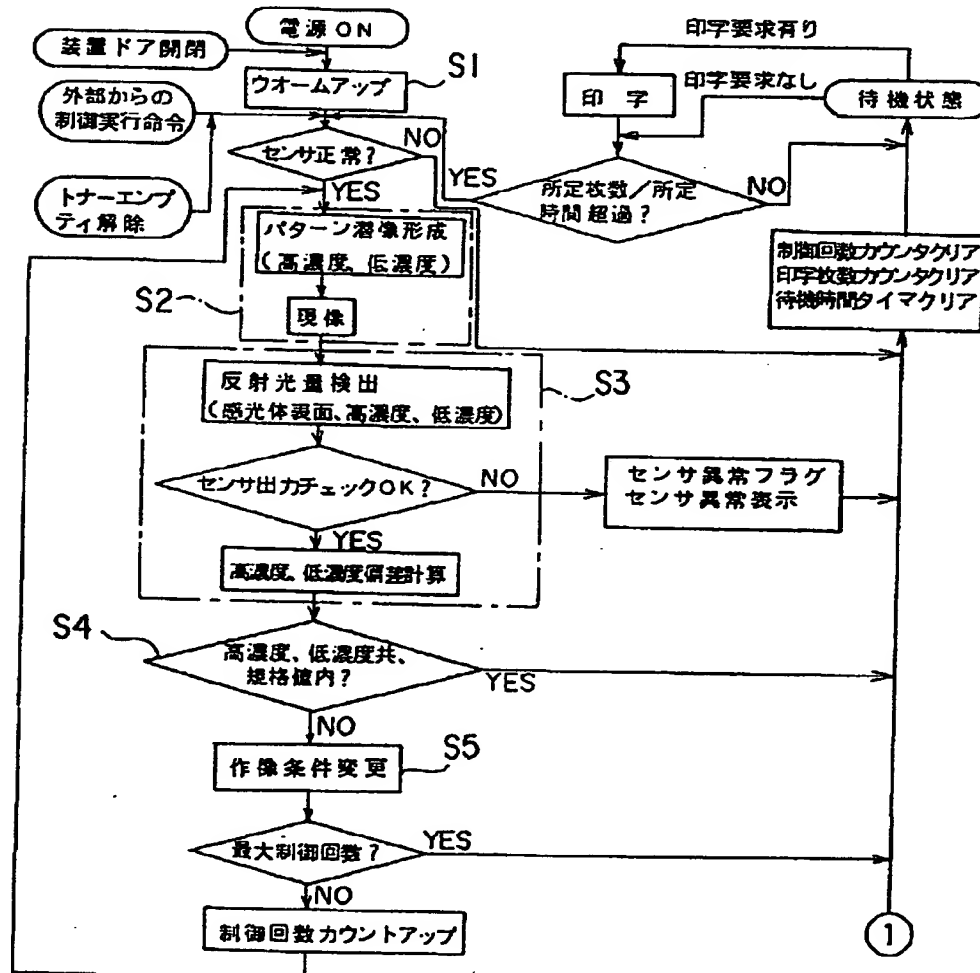 電源ON
装置ドア開閉
S1
ウオームアップ
外部からの
制御実行命令
NO
センサ正常?
YES
トナーエンプ
ティ解除
印字要求有り
印字要求なし
印字
待機状態
YES
所定枚数/所定
時間超過?
NO
制御回数カウンタクリア
印字枚数カウンタクリア
待機時間タイマクリア
パターン潜像形成
(高濃度、低濃度)
S2
現像
S3
反射光量検出
(感光体表面、高濃度、低濃度)
センサ出力チェックOK?
NO
センサ異常フラグ
センサ異常表示
YES
高濃度、低濃度偏差計算
S4
高濃度、低濃度共、
規格値内?
YES
NO
S5
作像条件変更
最大制御回数?
YES
NO
制御回数カウントアップ
1